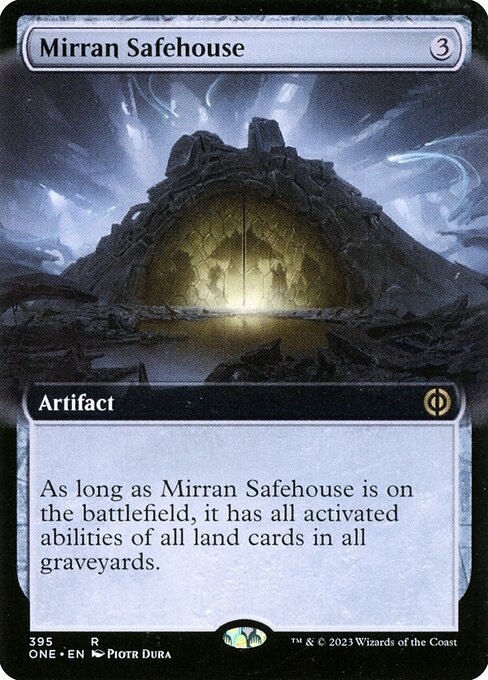 Mirran Safehouse 3
Artifact
As long as Mirran Safehouse is on
the battlefield, it has all activated
abilities of all land cards in all
graveyards.
395 R
ONE • EN Piotr Dura
™ & © 2023 Wizards of the Coast